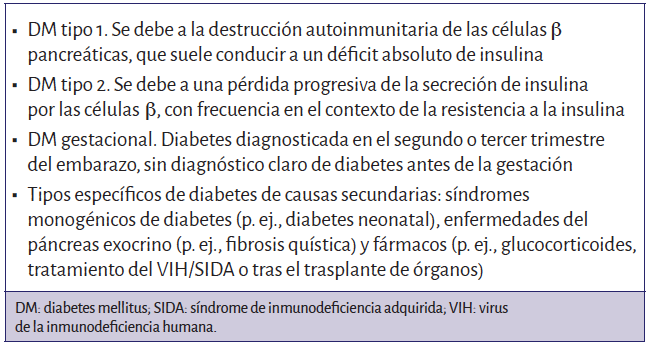 ▪ DM tipo 1. Se debe a la destrucción autoinmunitaria de las células β
pancreáticas, que suele conducir a un déficit absoluto de insulina
▪ DM tipo 2. Se debe a una pérdida progresiva de la secreción de insulina
por las células β, con frecuencia en el contexto de la resistencia a la insulina
▪ DM gestacional. Diabetes diagnosticada en el segundo o tercer trimestre
del embarazo, sin diagnóstico claro de diabetes antes de la gestación
▪ Tipos específicos de diabetes de causas secundarias: síndromes
monogénicos de diabetes (p. ej., diabetes neonatal), enfermedades del
páncreas exocrino (p. ej., fibrosis quística) y fármacos (p. ej., glucocorticoides,
tratamiento del VIH/SIDA o tras el trasplante de órganos)
DM: diabetes mellitus; SIDA: síndrome de inmunodeficiencia adquirida; VIH: virus
de la inmunodeficiencia humana.